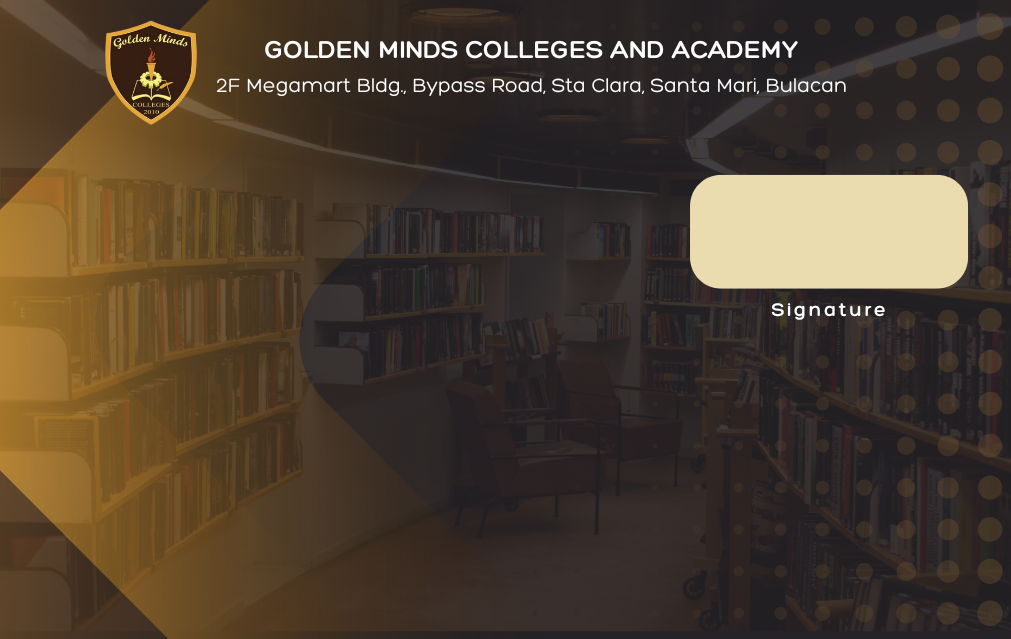 Golden Minds
COLLEGES
2010
GOLDEN MINDS COLLEGES AND ACADEMY
2F Megamart Bldg., Bypass Road, Sta Clara, Santa Mari, Bulacan
Signature